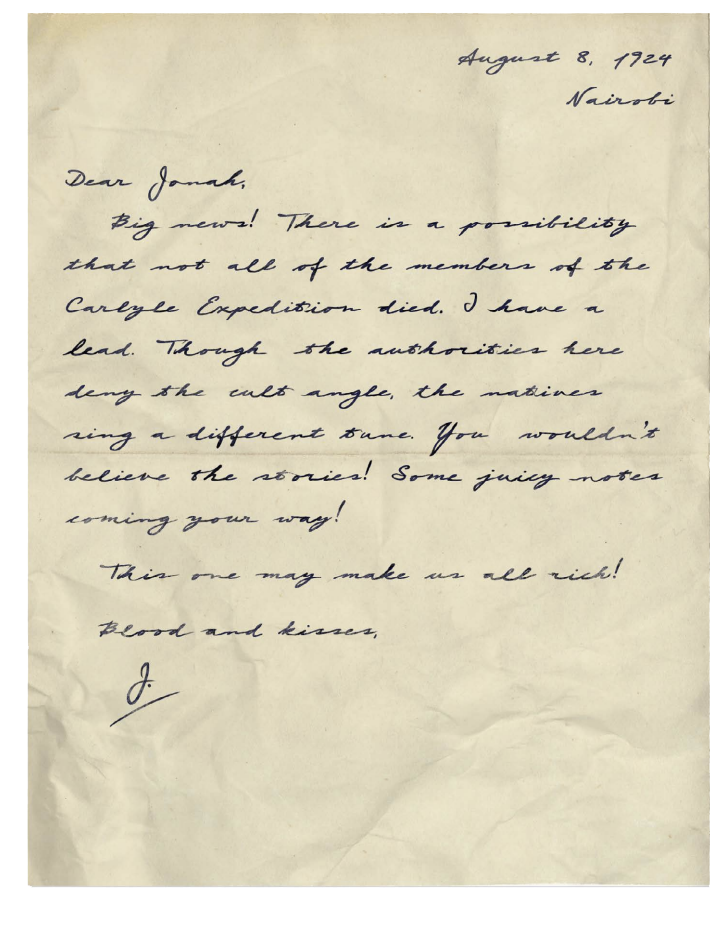 August 8, 1924
Nairobi
Dear Jonah,
Big news! There is a possibility
that not all of the members of the
Carlyle Expedition died. I have a
lead. Though the authorities here
deny the cult angle, the natives
sing a different tune. You wouldn't
believe the stories! Some juicy notes
coming your way!
This one may make us all rich!
Blood and kisses,
J.